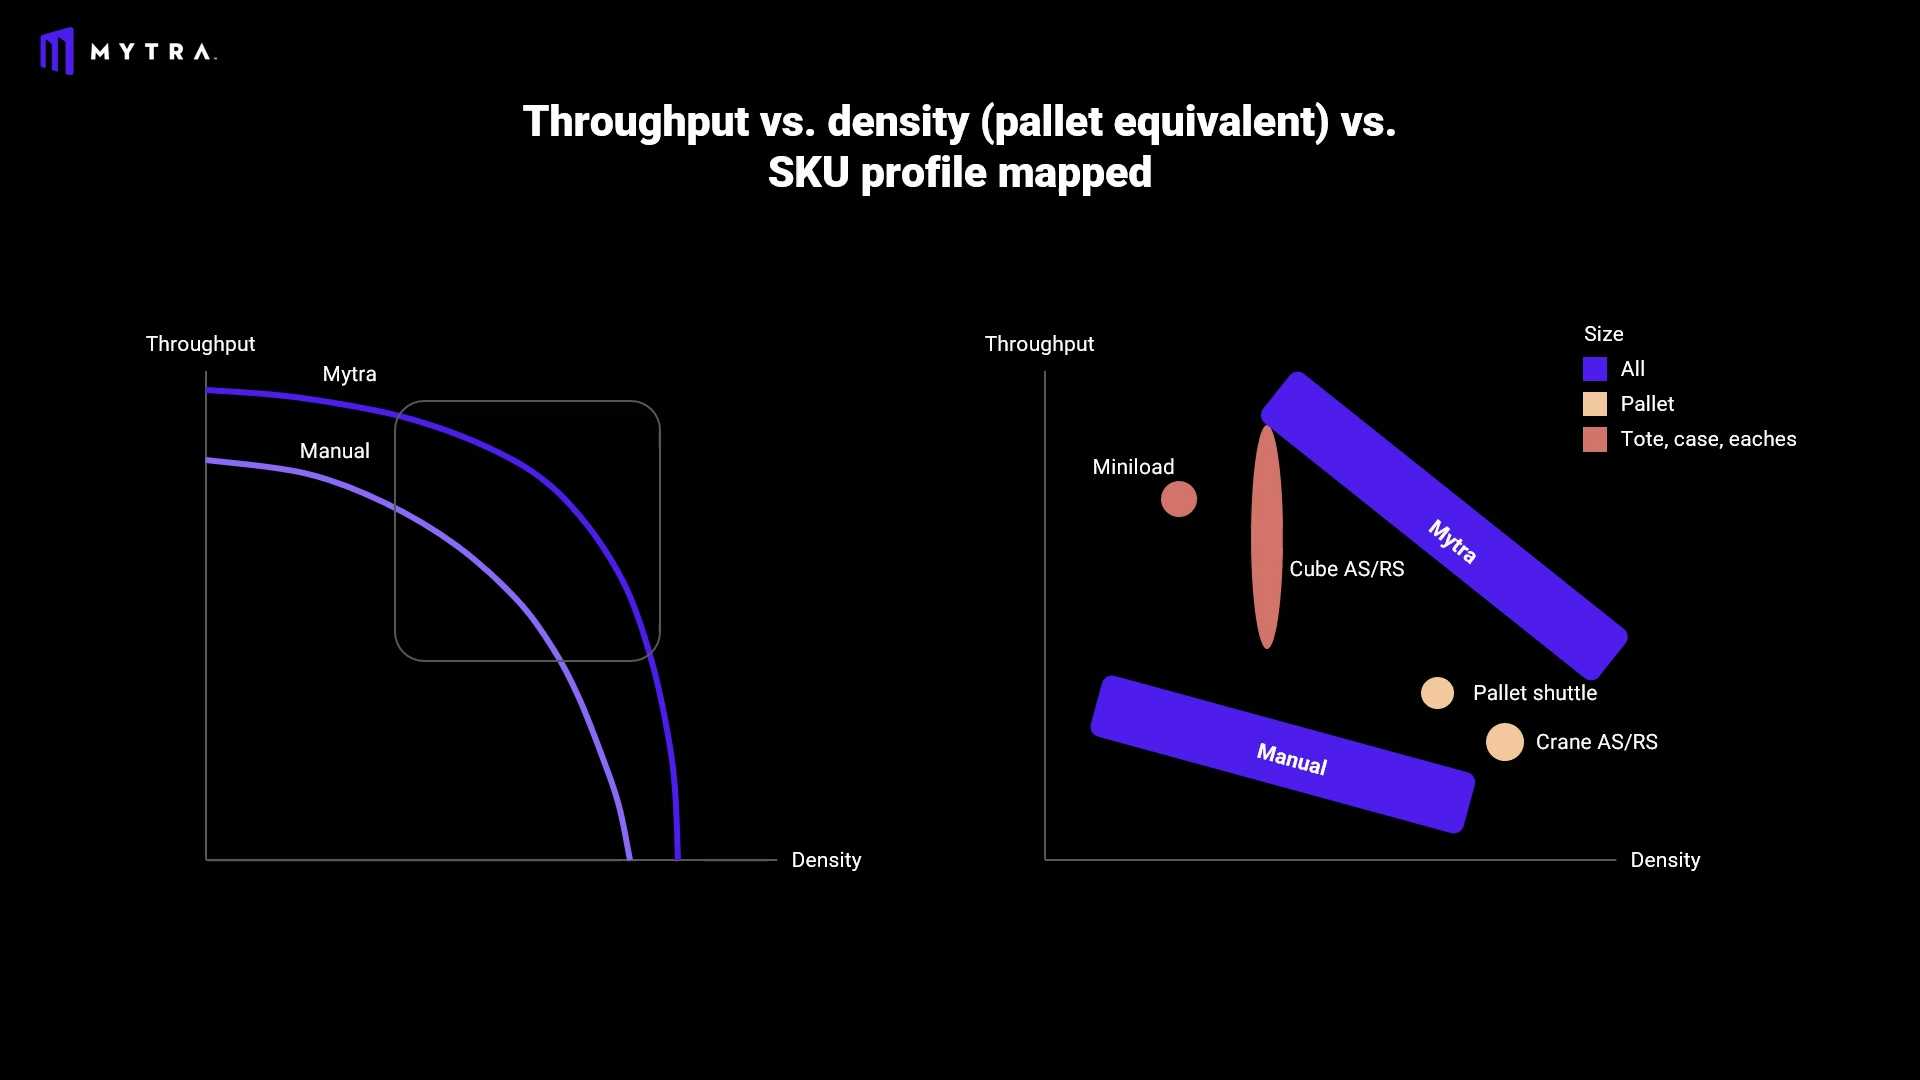 MYTRA
Throughput vs. density (pallet equivalent) vs.
SKU profile mapped
Throughput
Mytra
Manual
Density
Throughput
Miniload
Cube AS/RS
Mytra
Pallet shuttle
Crane AS/RS
Manual
Density
Size
All
Pallet
Tote, case, eaches